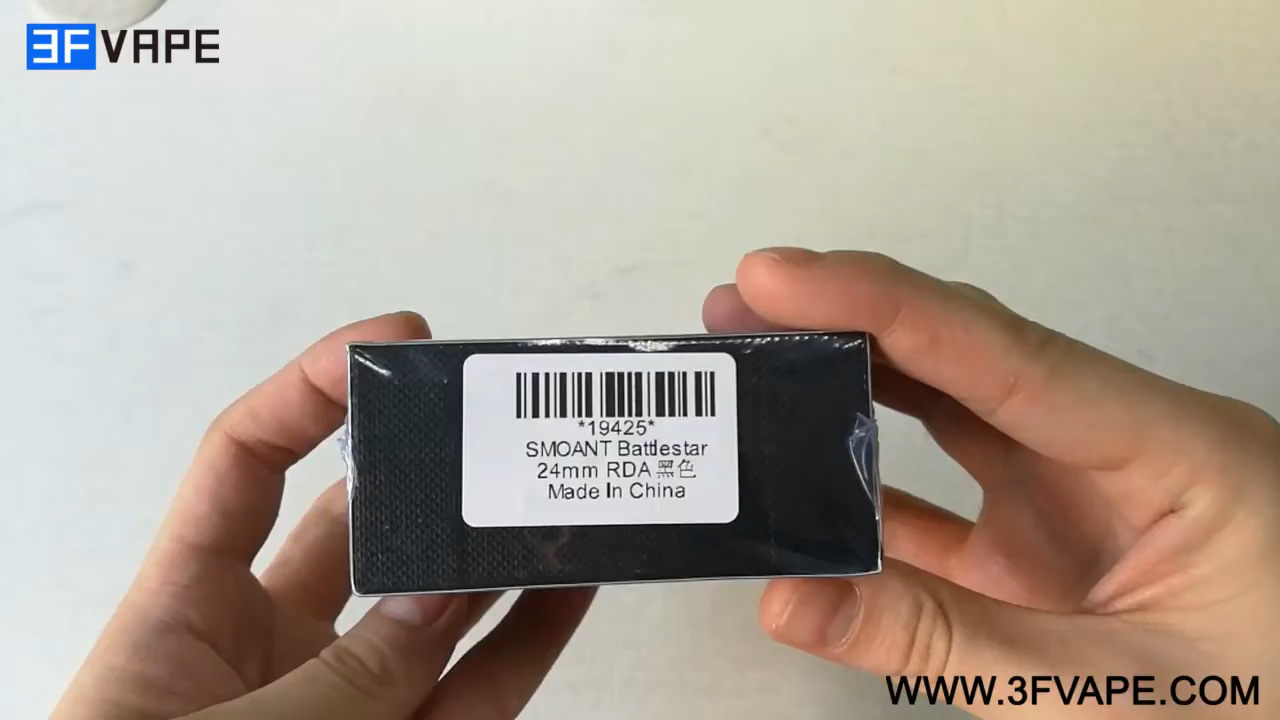 3FVAPE
*19425*
SMOANT Battlestar
24mm RDA 黑色
Made In China
WWW.3FVAPE.COM